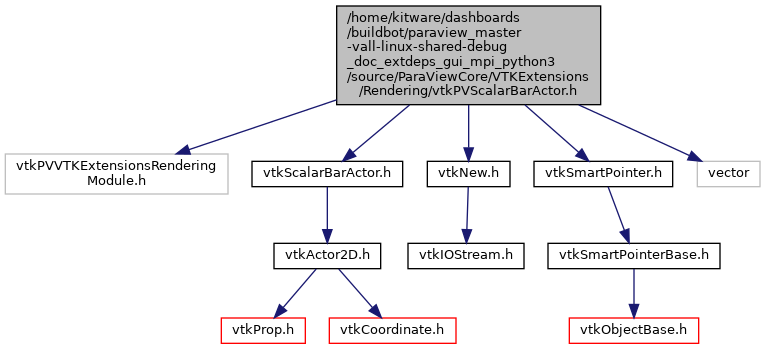 /home/kitware/dashboards
/buildbot/paraview_master
-vall-linux-shared-debug
_doc_extdeps_gui_mpi_python3
/source/ParaViewCore/VTKExtensions
/Rendering/vtkPVScalarBarActor.h
vtkPVVTKExtensionsRendering
Module.h
vtkScalarBarActor.h
vtkNew.h
vtkSmartPointer.h
vector
vtkActor2D.h
vtkIOStream.h
vtkSmartPointerBase.h
vtkProp.h
vtkCoordinate.h
vtkObjectBase.h